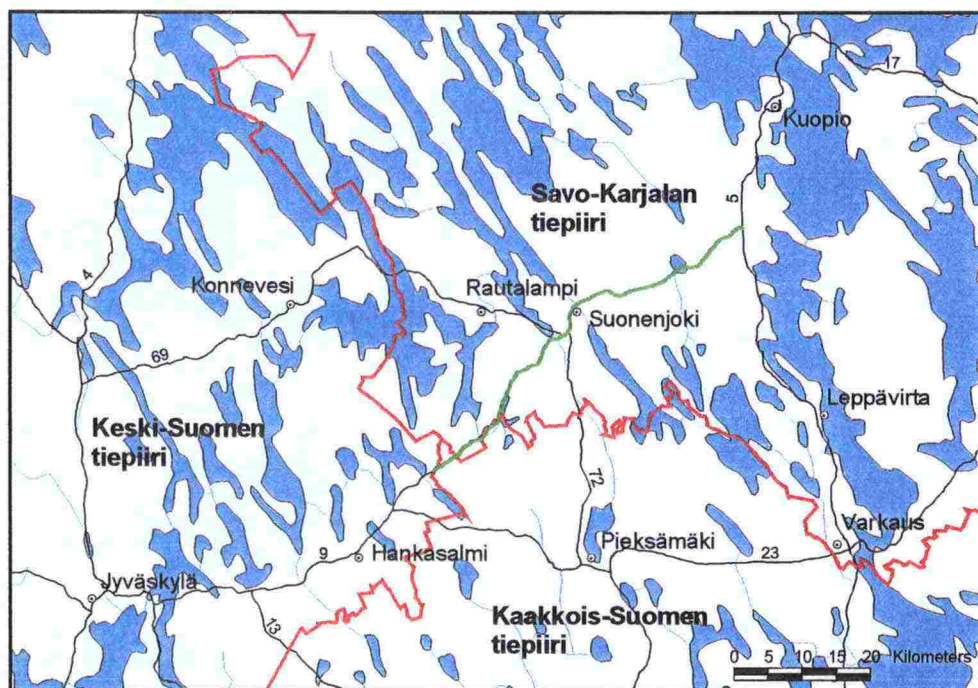 17
Kuopio
Savo-Karjalan
tiepiiri
5
4
Konnevesi
Rautalampi
Suonenjoki
69
Leppävirta
Keski-Suomen
tiepiiri
72
Varkaus
9
Hankasalmi
Pieksämäki
23
Jyväskylä
13
Kaakkois-Suomen
tiepiiri
0 5 10 15 20 Kilometers